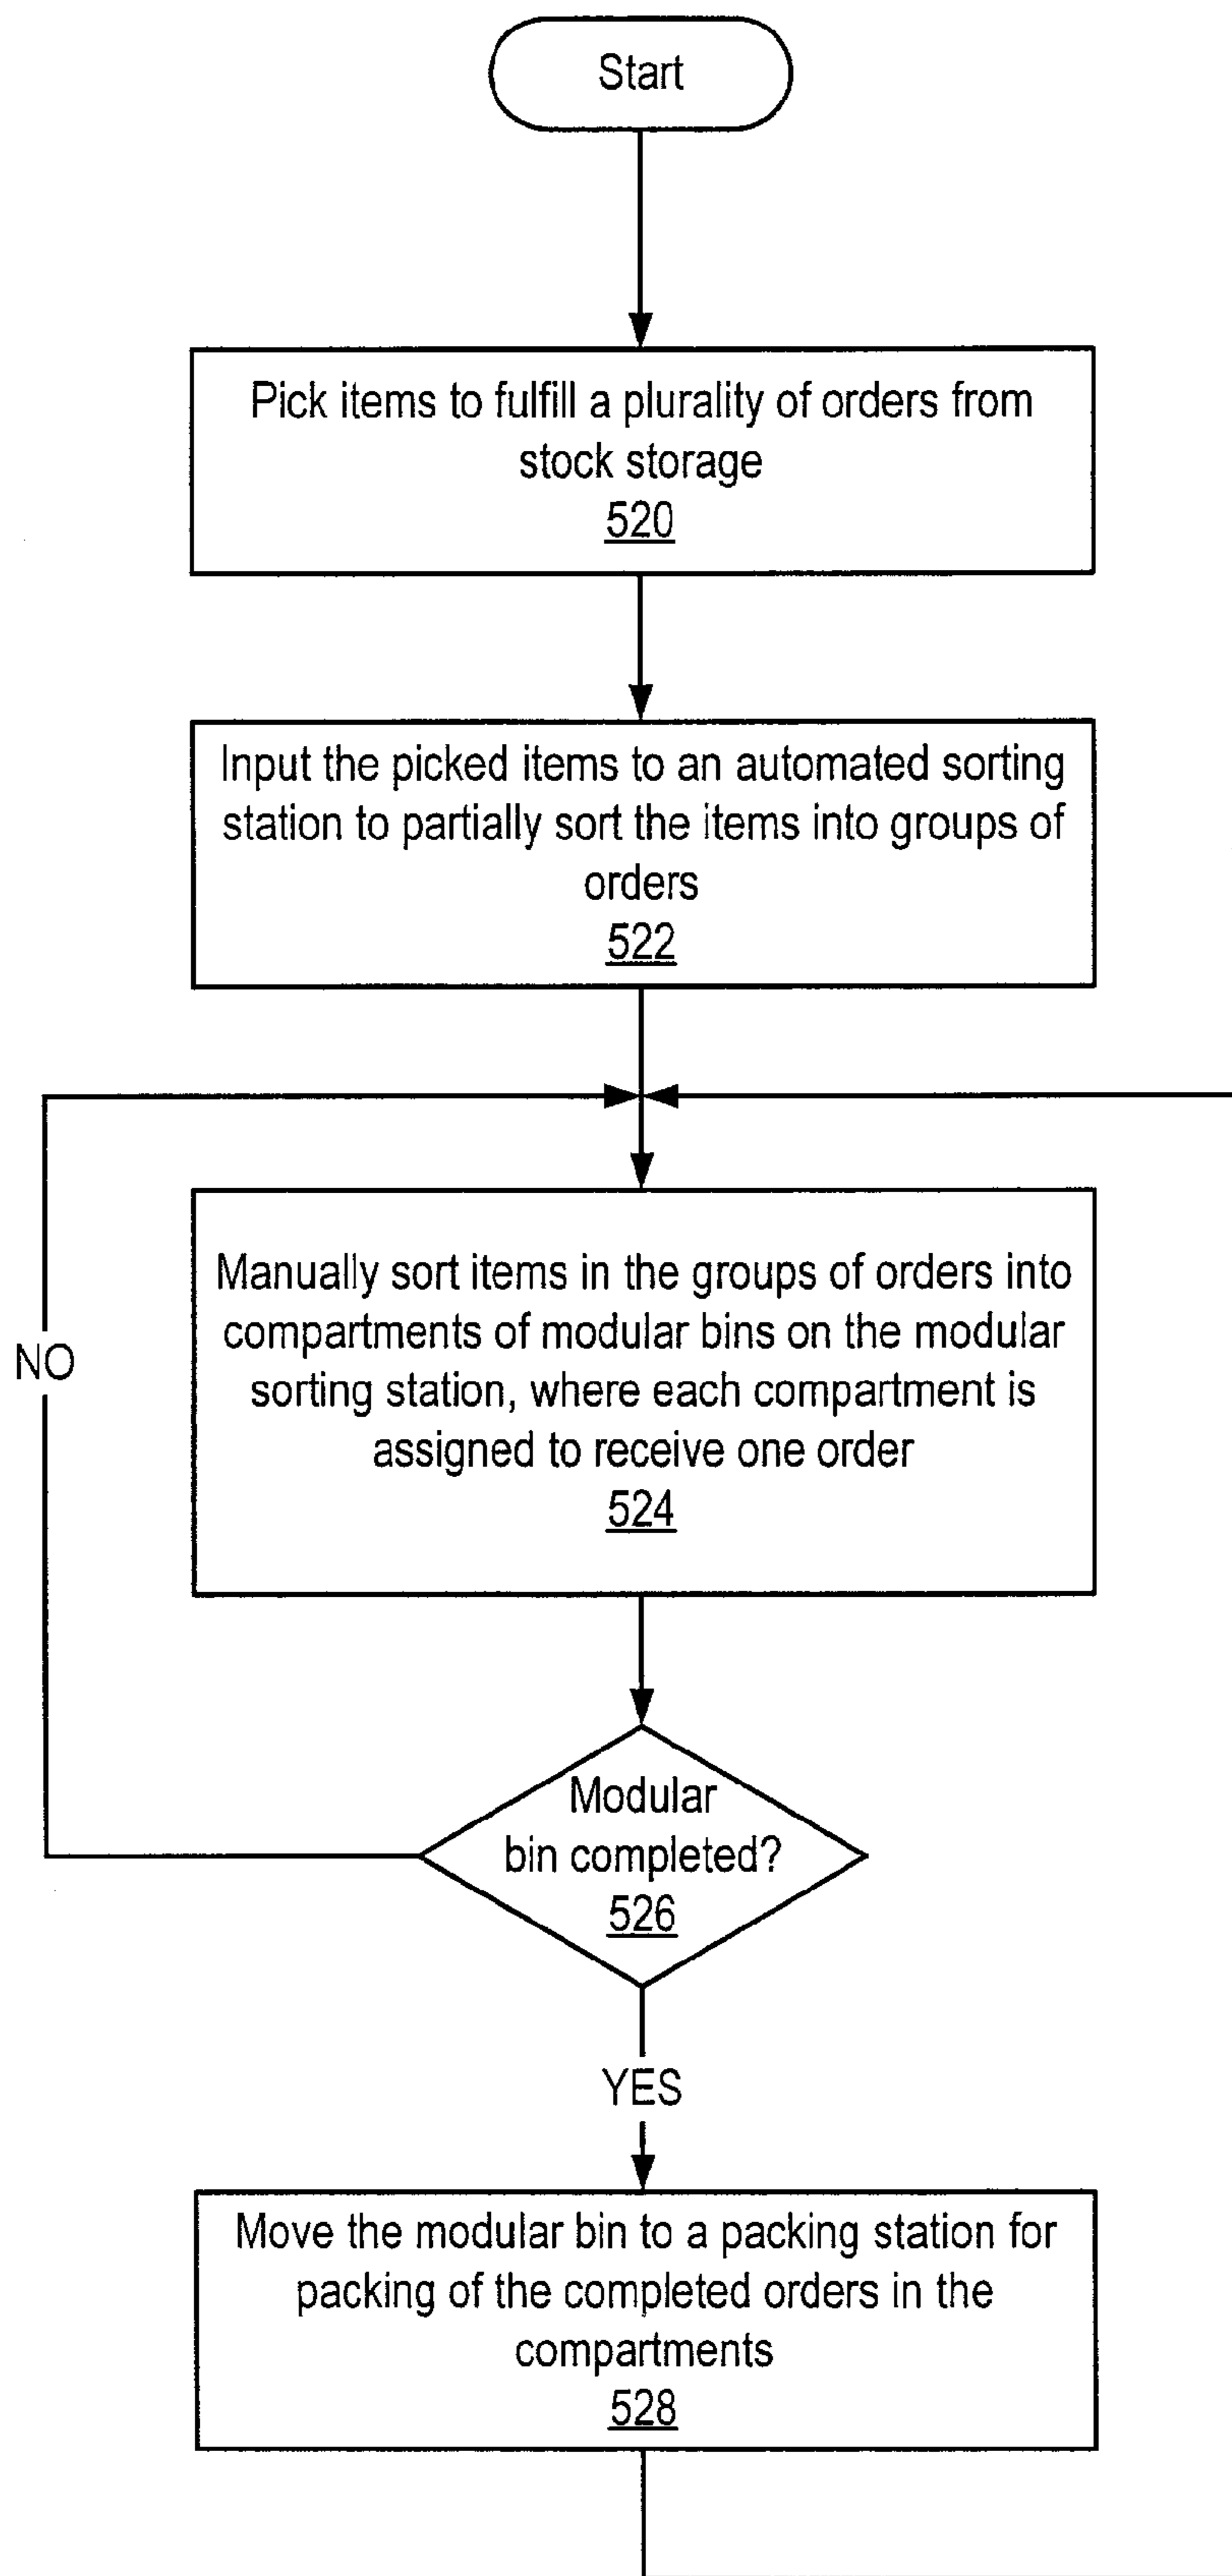 Start
Pick items to fulfill a plurality of orders from
stock storage
520
Input the picked items to an automated sorting
station to partially sort the items into groups of
orders
522
Manually sort items in the groups of orders into
compartments of modular bins on the modular
sorting station, where each compartment is
assigned to receive one order
524
NO
Modular
bin completed?
526
YES
Move the modular bin to a packing station for
packing of the completed orders in the
compartments
528